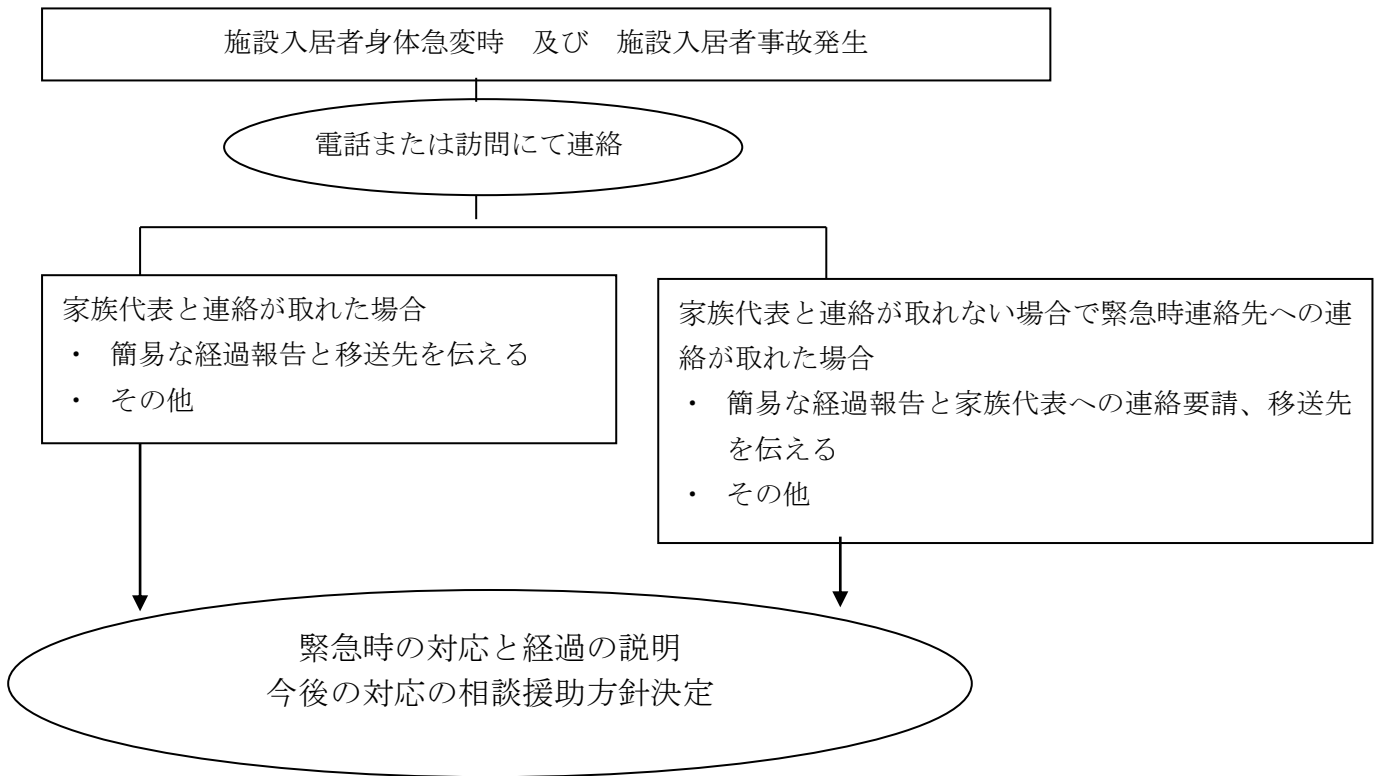 施設入居者身体急変時　及び　施設入居者事故発生
電話または訪問にて連絡
家族代表と連絡が取れた場合
・　簡易な経過報告と移送先を伝える
・　その他
家族代表と連絡が取れない場合で緊急時連絡先への連
絡が取れた場合
・　簡易な経過報告と家族代表への連絡要請、移送先
を伝える
・　その他
緊急時の対応と経過の説明
今後の対応の相談援助方針決定